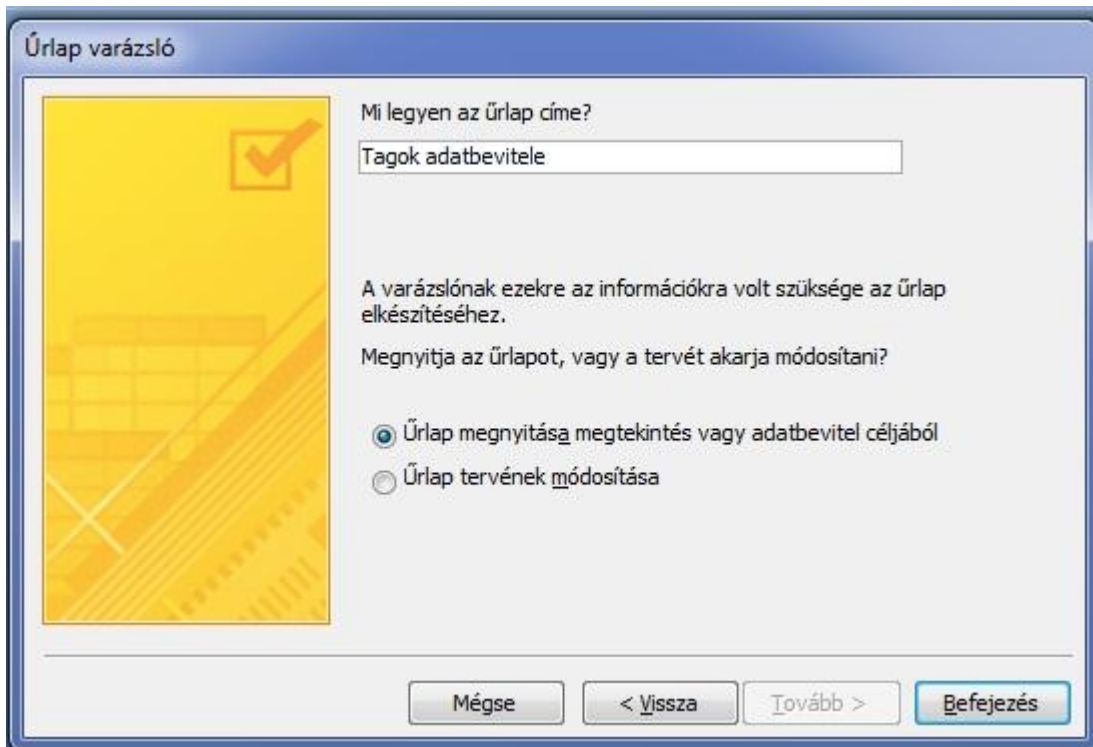 Űrlap varázsló
Mi legyen az űrlap címe?
Tagok adatbevitele
A varázslónak ezekre az információkra volt szüksége az űrlap
elkészítéséhez.
Megnyitja az űrlapot, vagy a tervét akarja módosítani?
Űrlap megnyitása megtekintés vagy adatbevitel céljából
Űrlap tervének módosítása
Mégse
< Vissza
Tovább >
Befejezés